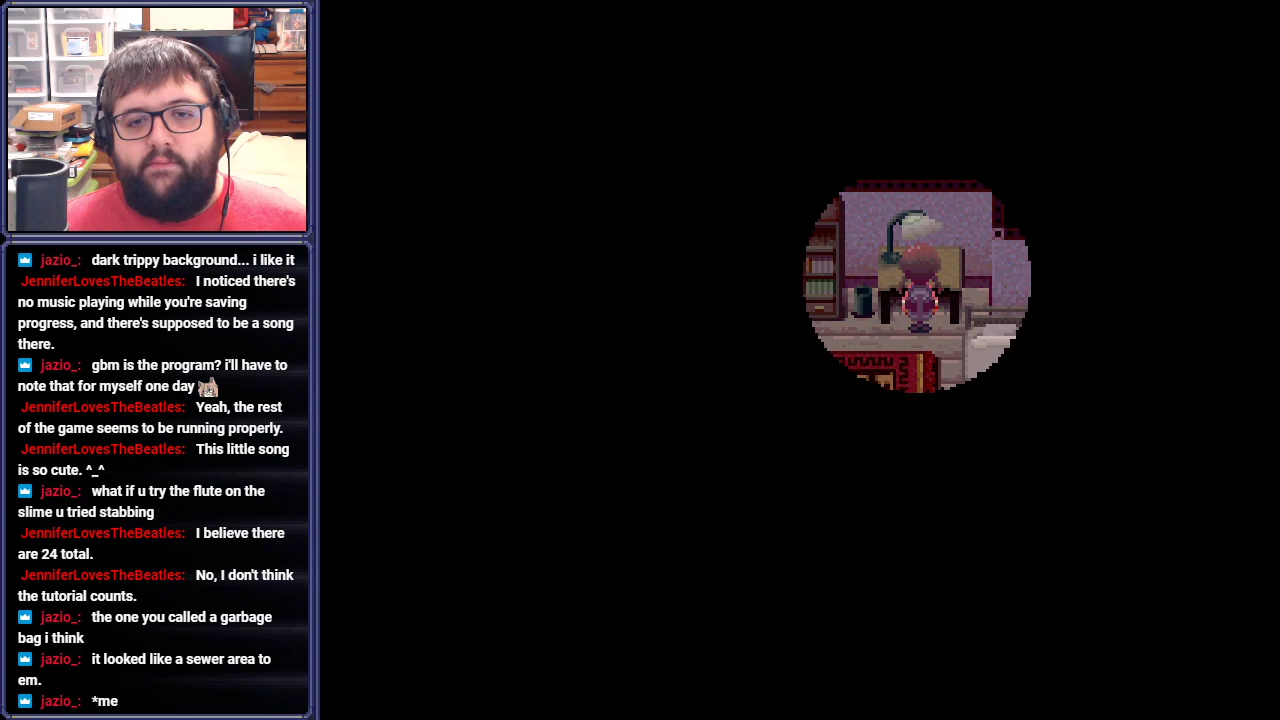 jazio_: dark trippy background... i like it
JenniferLovesTheBeatles: I noticed there's
no music playing while you're saving
progress, and there's supposed to be a song
there.
jazio_: gbm is the program? i'll have to
note that for myself one day
JenniferLovesTheBeatles: Yeah, the rest
of the game seems to be running properly.
JenniferLovesTheBeatles: This little song
is so cute. ^_^
jazio_: what if u try the flute on the
slime u tried stabbing
JenniferLovesTheBeatles: I believe there
are 24 total.
JenniferLovesTheBeatles: No, I don't think
the tutorial counts.
jazio_: the one you called a garbage
bag i think
jazio_: it looked like a sewer area to
em.
jazio_: *me